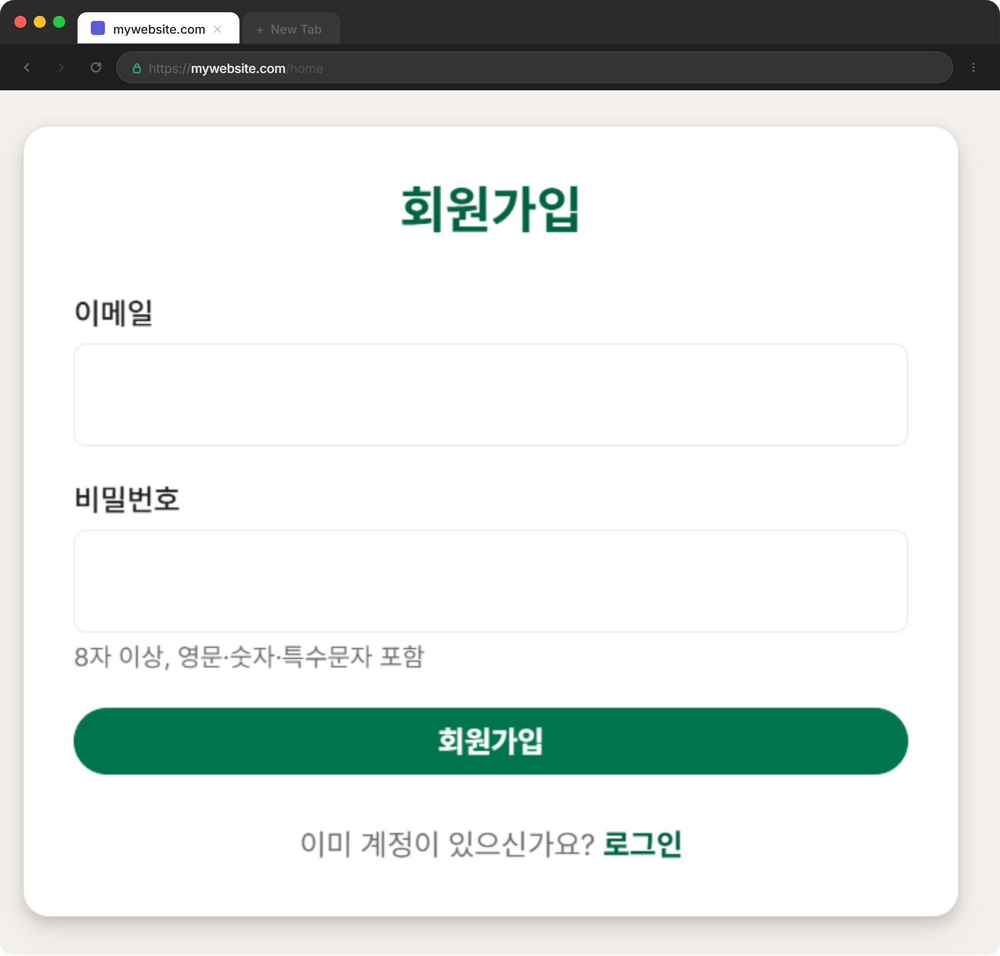 mywebsite.com
+ New Tab
https://mywebsite.com/home
회원가입
이메일
비밀번호
8자 이상, 영문·숫자·특수문자 포함
회원가입
이미 계정이 있으신가요? 로그인